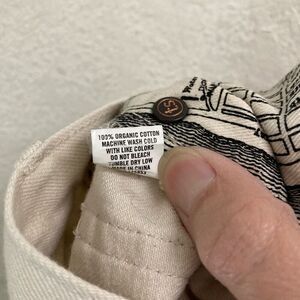 100% ORGANIC COTTON
MACHINE WASH COLD
WITH LIKE COLORS
DO NOT BLEACH
TUMBLE DRY LOW
MADE IN CHINA